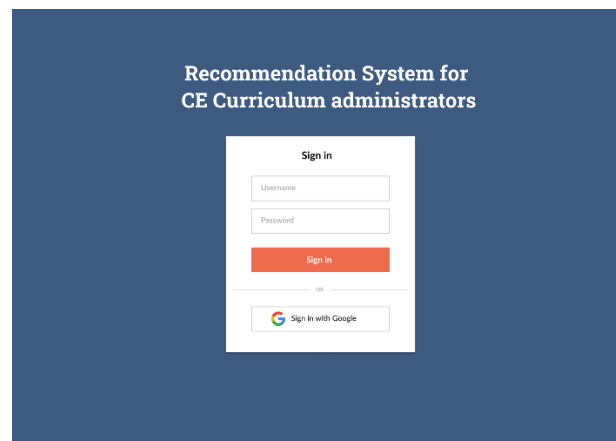 Recommendation System for
CE Curriculum administrators
Sign in
Username
Password
Sign in
OR
Sign in with Google